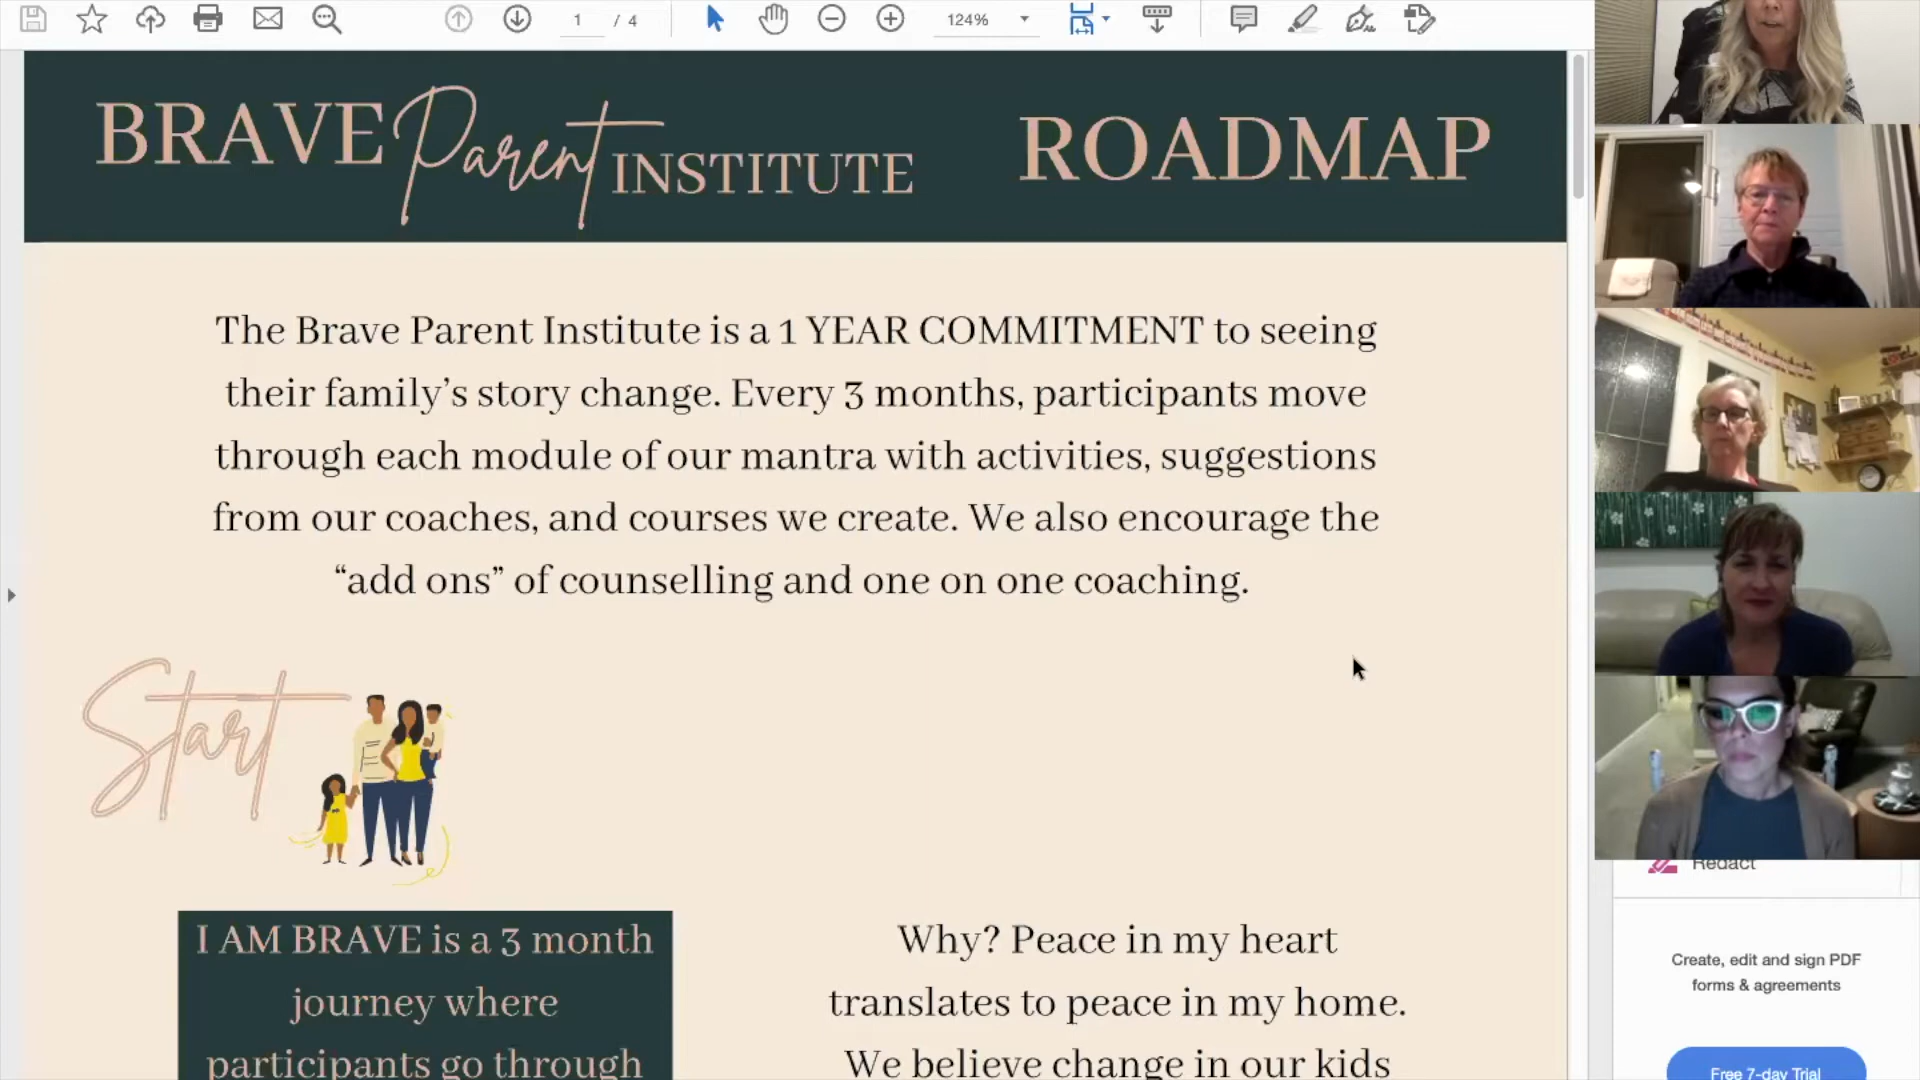 1 / 4
124%
BRAVE Parent INSTITUTE ROADMAP
The Brave Parent Institute is a 1 YEAR COMMITMENT to seeing
their family’s story change. Every 3 months, participants move
through each module of our mantra with activities, suggestions
from our coaches, and courses we create. We also encourage the
“add ons” of counselling and one on one coaching.
Start
I AM BRAVE is a 3 month
journey where
participants go through
Why? Peace in my heart
translates to peace in my home.
We believe change in our kids
Redact
Create, edit and sign PDF
forms & agreements
Free 7-day Trial